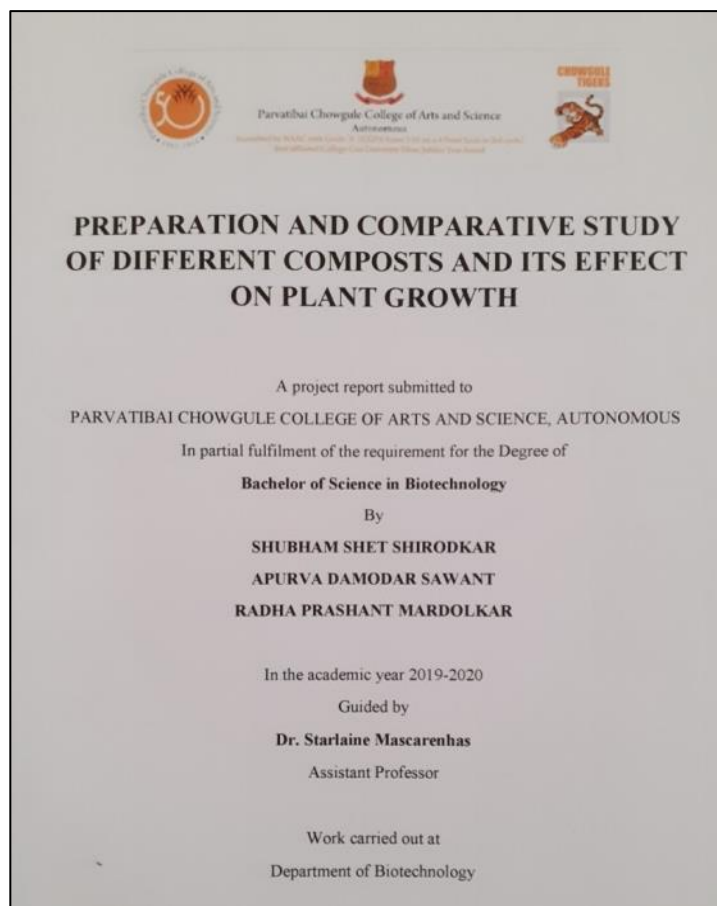 CHOWGULE
TIGERS
Parvatibai Chowgule College of Arts and Science
Autonomous
PREPARATION AND COMPARATIVE STUDY
OF DIFFERENT COMPOSTS AND ITS EFFECT
ON PLANT GROWTH
A project report submitted to
PARVATIBAI CHOWGULE COLLEGE OF ARTS AND SCIENCE, AUTONOMOUS
In partial fulfilment of the requirement for the Degree of
Bachelor of Science in Biotechnology
By
SHUBHAM SHET SHIRODKAR
APURVA DAMODAR SAWANT
RADHA PRASHANT MARDOLKAR
In the academic year 2019-2020
Guided by
Dr. Starlaine Mascarenhas
Assistant Professor
Work carried out at
Department of Biotechnology